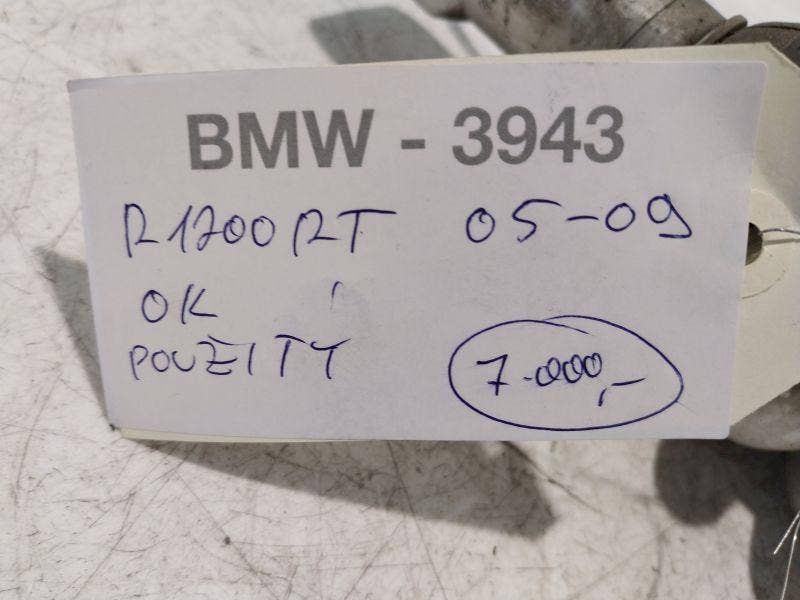 BMW - 3943
R1200RT 05-09
OK
POUŽITÝ
7.000,-